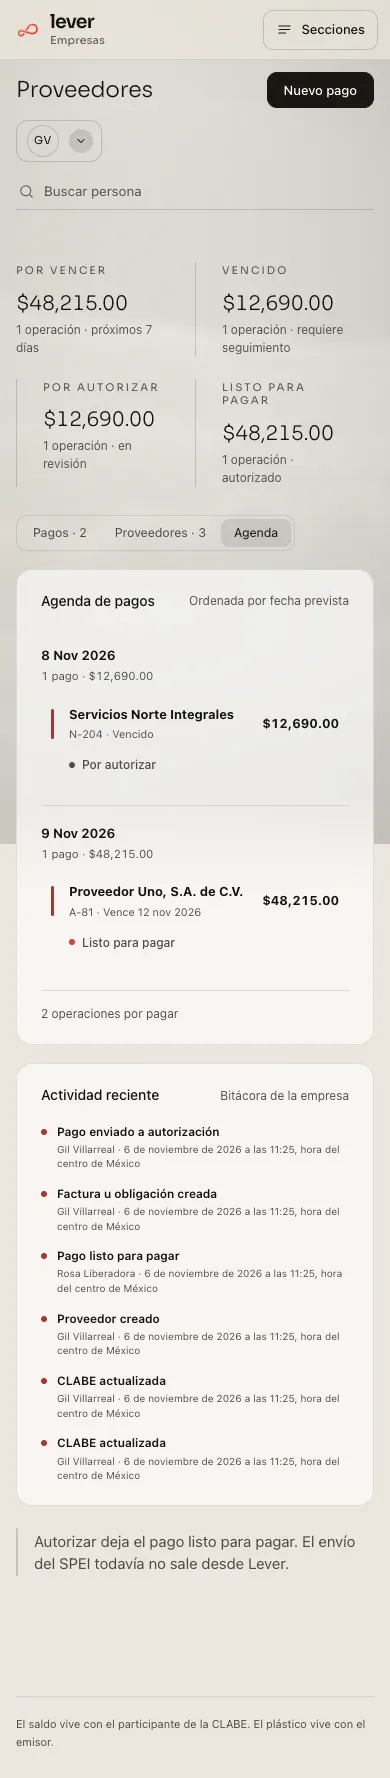 lever
Empresas
Secciones
Proveedores
Nuevo pago
GV
Buscar persona
POR VENCER
$48,215.00
1 operación · próximos 7
días
VENCIDO
$12,690.00
1 operación · requiere
seguimiento
POR AUTORIZAR
$12,690.00
1 operación · en
revisión
LISTO PARA
PAGAR
$48,215.00
1 operación ·
autorizado
Pagos · 2
Proveedores · 3
Agenda
Agenda de pagos
Ordenada por fecha prevista
8 Nov 2026
1 pago · $12,690.00
Servicios Norte Integrales
$12,690.00
N-204 · Vencido
Por autorizar
9 Nov 2026
1 pago · $48,215.00
Proveedor Uno, S.A. de C.V.
$48,215.00
A-81 · Vence 12 nov 2026
Listo para pagar
2 operaciones por pagar
Actividad reciente
Bitácora de la empresa
Pago enviado a autorización
Gil Villarreal · 6 de noviembre de 2026 a las 11:25, hora del
centro de México
Factura u obligación creada
Gil Villarreal · 6 de noviembre de 2026 a las 11:25, hora del
centro de México
Pago listo para pagar
Rosa Liberadora · 6 de noviembre de 2026 a las 11:25, hora
del centro de México
Proveedor creado
Gil Villarreal · 6 de noviembre de 2026 a las 11:25, hora del
centro de México
CLABE actualizada
Gil Villarreal · 6 de noviembre de 2026 a las 11:25, hora del
centro de México
CLABE actualizada
Gil Villarreal · 6 de noviembre de 2026 a las 11:25, hora del
centro de México
Autorizar deja el pago listo para pagar. El envío
del SPEI todavía no sale desde Lever.
El saldo vive con el participante de la CLABE. El plástico vive con el
emisor.